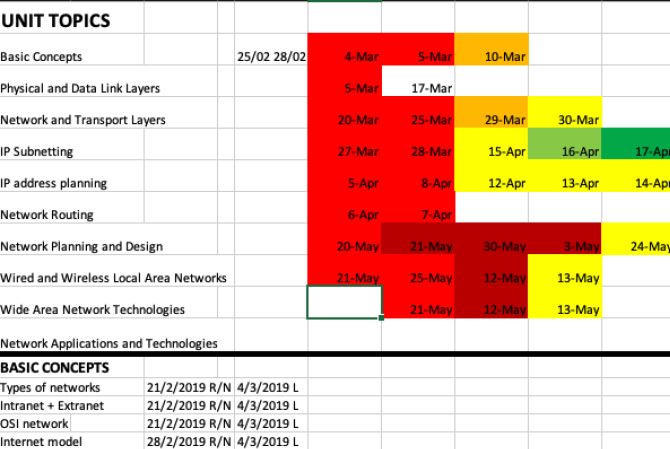 UNIT TOPICS
Basic Concepts 25/02 28/02 4-Mar 5-Mar 10-Mar
Physical and Data Link Layers 5-Mar 17-Mar
Network and Transport Layers 20-Mar 25-Mar 29-Mar 30-Mar
IP Subnetting 27-Mar 28-Mar 15-Apr 16-Apr 17-Apr
IP address planning 5-Apr 8-Apr 12-Apr 13-Apr 14-Apr
Network Routing 6-Apr 7-Apr
Network Planning and Design 20-May 21-May 30-May 3-May 24-May
Wired and Wireless Local Area Networks 21-May 25-May 12-May 13-May
Wide Area Network Technologies 21-May 12-May 13-May
Network Applications and Technologies
BASIC CONCEPTS
Types of networks 21/2/2019 R/N 4/3/2019 L
Intranet + Extranet 21/2/2019 R/N 4/3/2019 L
OSI network 21/2/2019 R/N 4/3/2019 L
Internet model 28/2/2019 R/N 4/3/2019 L